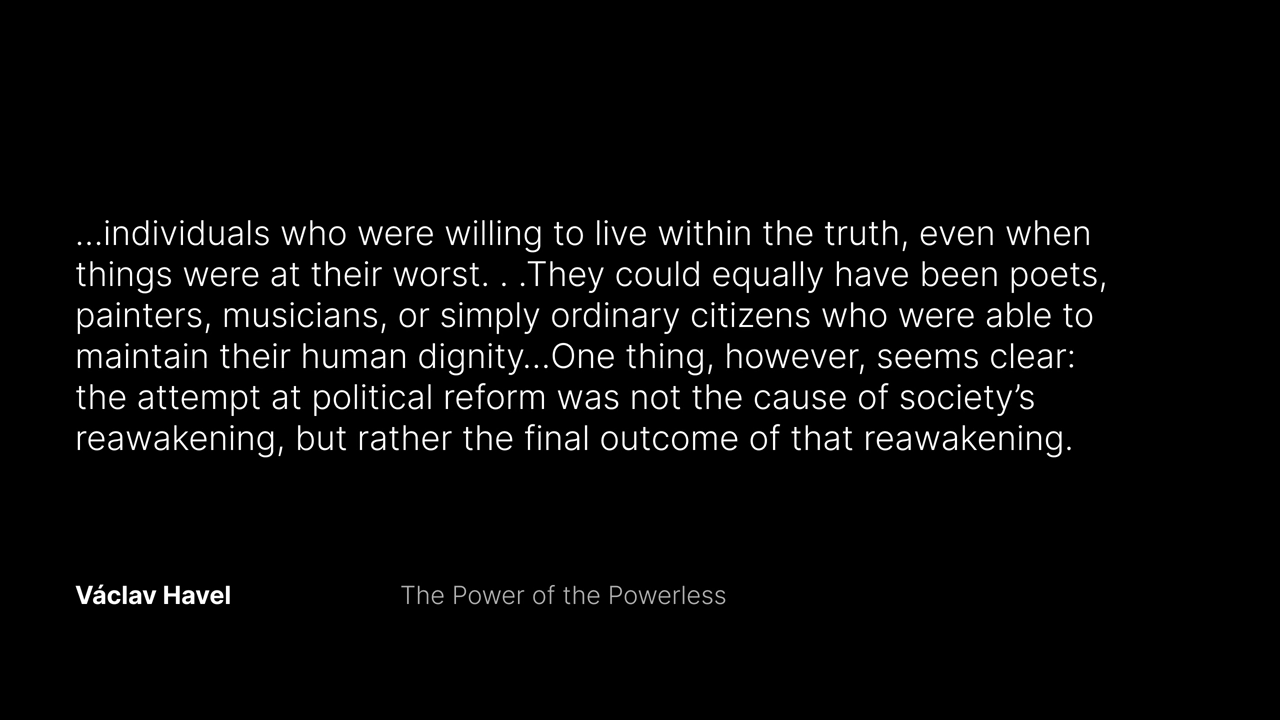 ...individuals who were willing to live within the truth, even when
things were at their worst. . .They could equally have been poets,
painters, musicians, or simply ordinary citizens who were able to
maintain their human dignity...One thing, however, seems clear:
the attempt at political reform was not the cause of society’s
reawakening, but rather the final outcome of that reawakening.
Václav Havel The Power of the Powerless